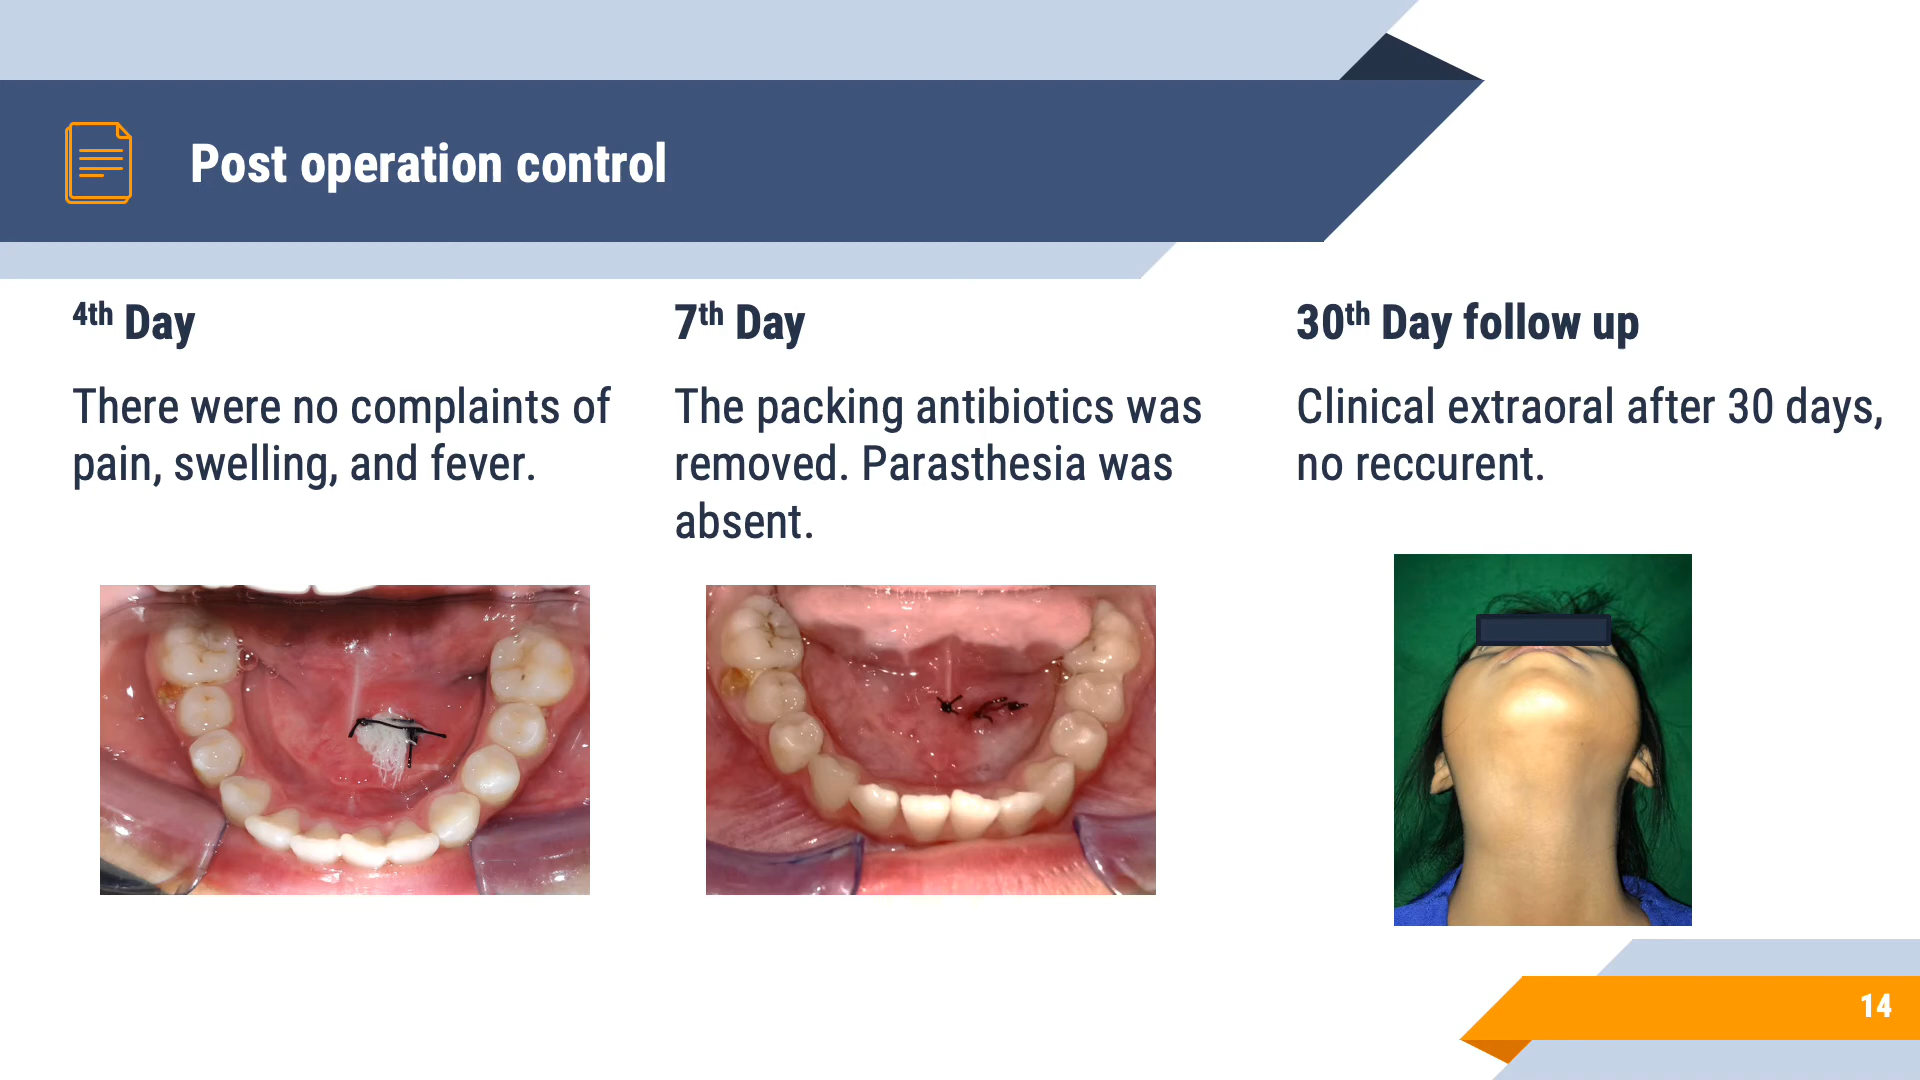 Post operation control
4th Day
There were no complaints of
pain, swelling, and fever.
7th Day
The packing antibiotics was
removed. Parasthesia was
absent.
30th Day follow up
Clinical extraoral after 30 days,
no reccurent.
14